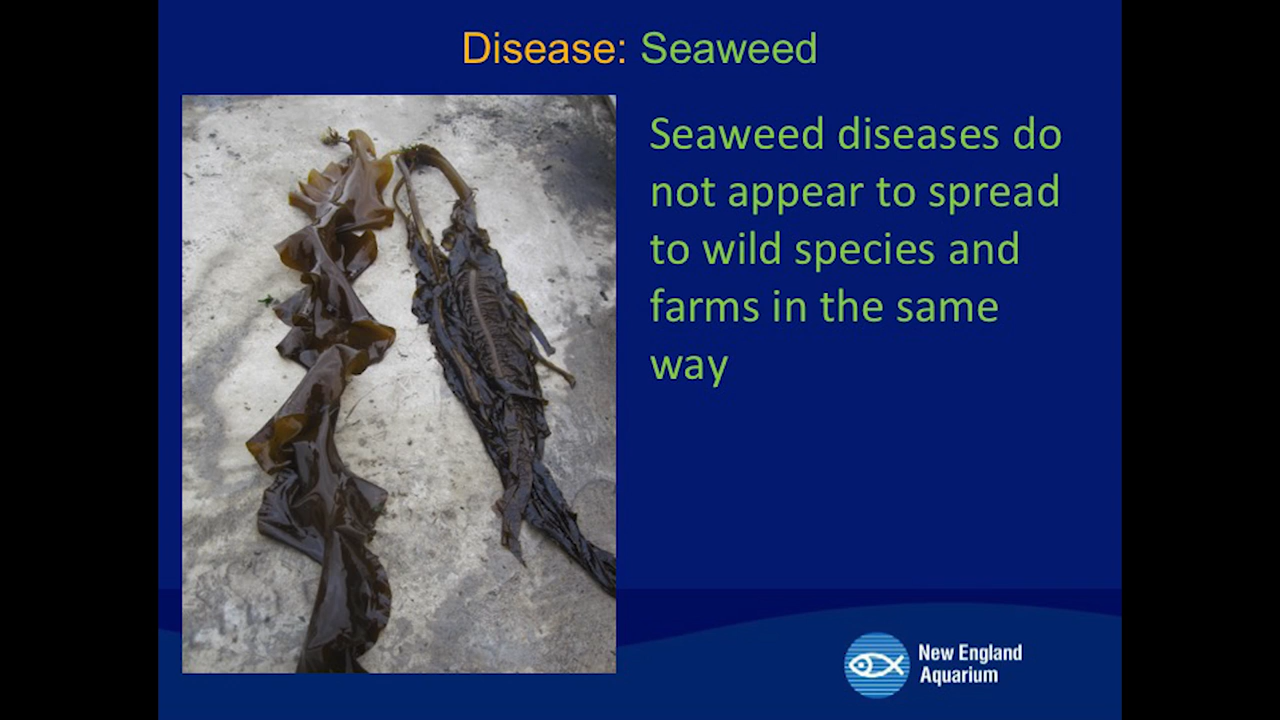 Disease: Seaweed
Seaweed diseases do
not appear to spread
to wild species and
farms in the same
way
New England
Aquarium